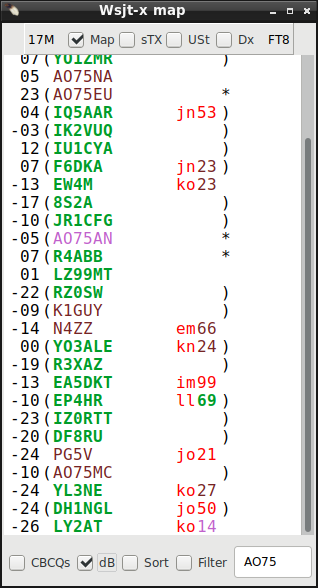 Wsjt-x map
17M Map sTX USt Dx FT8
07(YU1ZMR )
05 AO75NA
23(AO75EU *
04(IQ5AAR jn53)
-03(IK2VUQ )
12(IU1CYA )
07(F6DKA jn23)
-13 EW4M ko23
-17(8S2A )
-10(JR1CFG )
-05(AO75AN *
07(R4ABB *
01 LZ99MT
-22(RZ0SW )
-09(K1GUY )
-14 N4ZZ em66
00(YO3ALE kn24)
-19(R3XAZ )
-13 EA5DKT im99
-10(EP4HR ll69)
-23(IZ0RTT )
-20(DF8RU )
-24 PG5V jo21
-10(AO75MC )
-24 YL3NE ko27
-24(DH1NGL jo50)
-26 LY2AT ko14
CBCQs dB Sort Filter AO75